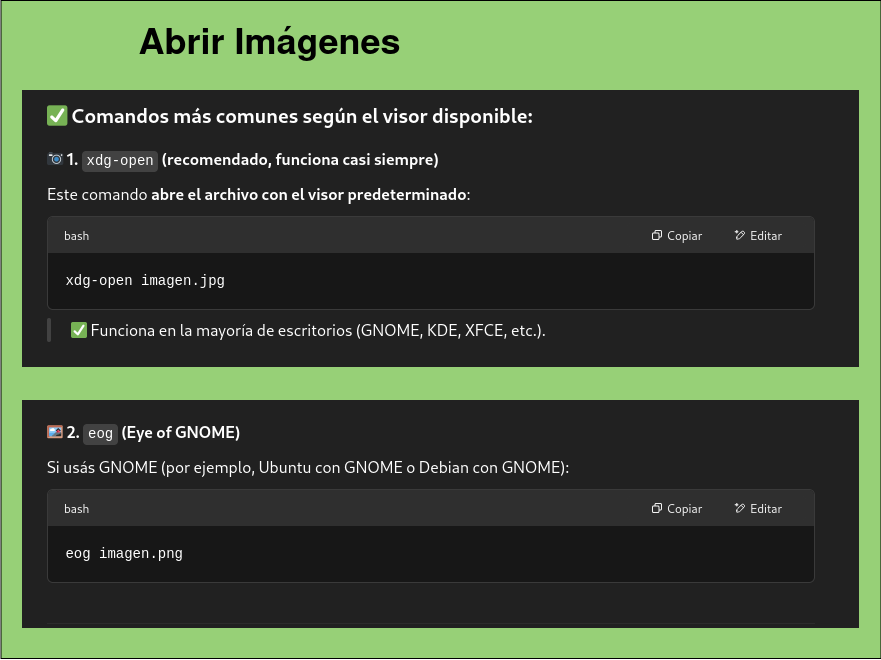 Abrir Imágenes
✅ Comandos más comunes según el visor disponible:
📷 1. xdg-open (recomendado, funciona casi siempre)
Este comando abre el archivo con el visor predeterminado:
bash Copiar Editar
xdg-open imagen.jpg
✅ Funciona en la mayoría de escritorios (GNOME, KDE, XFCE, etc.).
🖼️ 2. eog (Eye of GNOME)
Si usás GNOME (por ejemplo, Ubuntu con GNOME o Debian con GNOME):
bash Copiar Editar
eog imagen.png